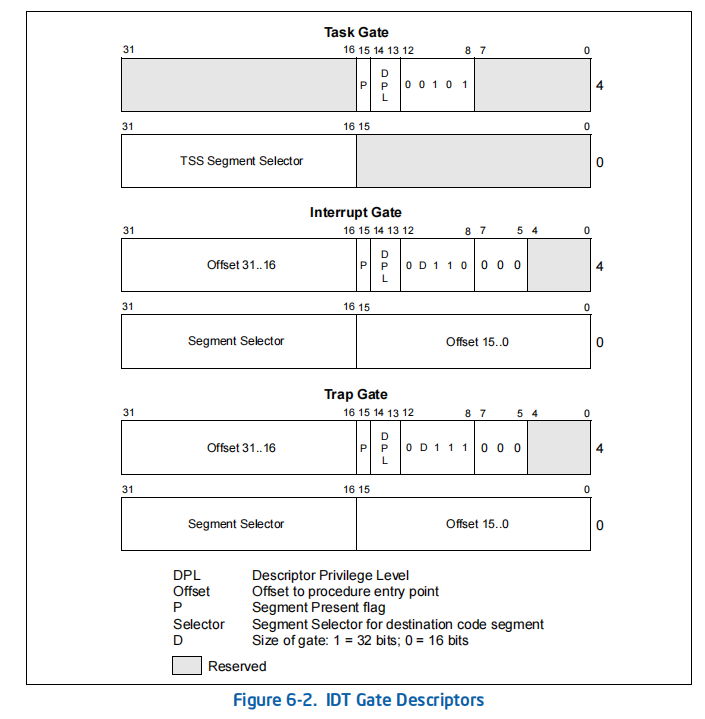 Task Gate
31 16 15 14 13 12 8 7 0
P D P L 0 0 1 0 1 4
31 16 15 0
TSS Segment Selector 0
Interrupt Gate
31 16 15 14 13 12 8 7 5 4 0
Offset 31..16 P D P L 0 D 1 1 0 0 0 0 4
31 16 15 0
Segment Selector Offset 15..0 0
Trap Gate
31 16 15 14 13 12 8 7 5 4 0
Offset 31..16 P D P L 0 D 1 1 1 0 0 0 4
31 16 15 0
Segment Selector Offset 15..0 0
DPL Descriptor Privilege Level
Offset Offset to procedure entry point
P Segment Present flag
Selector Segment Selector for destination code segment
D Size of gate: 1 = 32 bits; 0 = 16 bits
Reserved
Figure 6-2. IDT Gate Descriptors